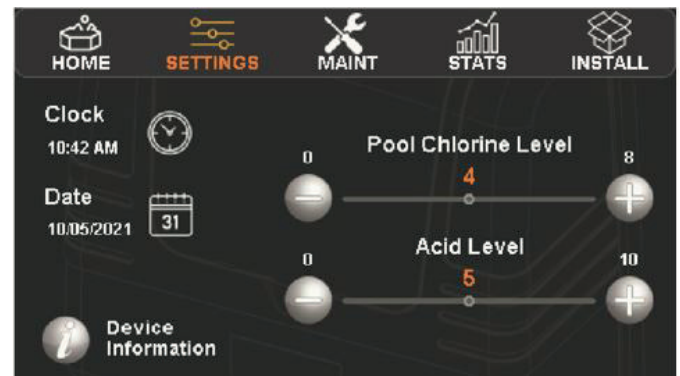 HOME SETTINGS MAINT STATS INSTALL
Clock
10:42 AM
Date
10/05/2021
31
Pool Chlorine Level
0 4 8
Acid Level
0 5 10
Device
Information